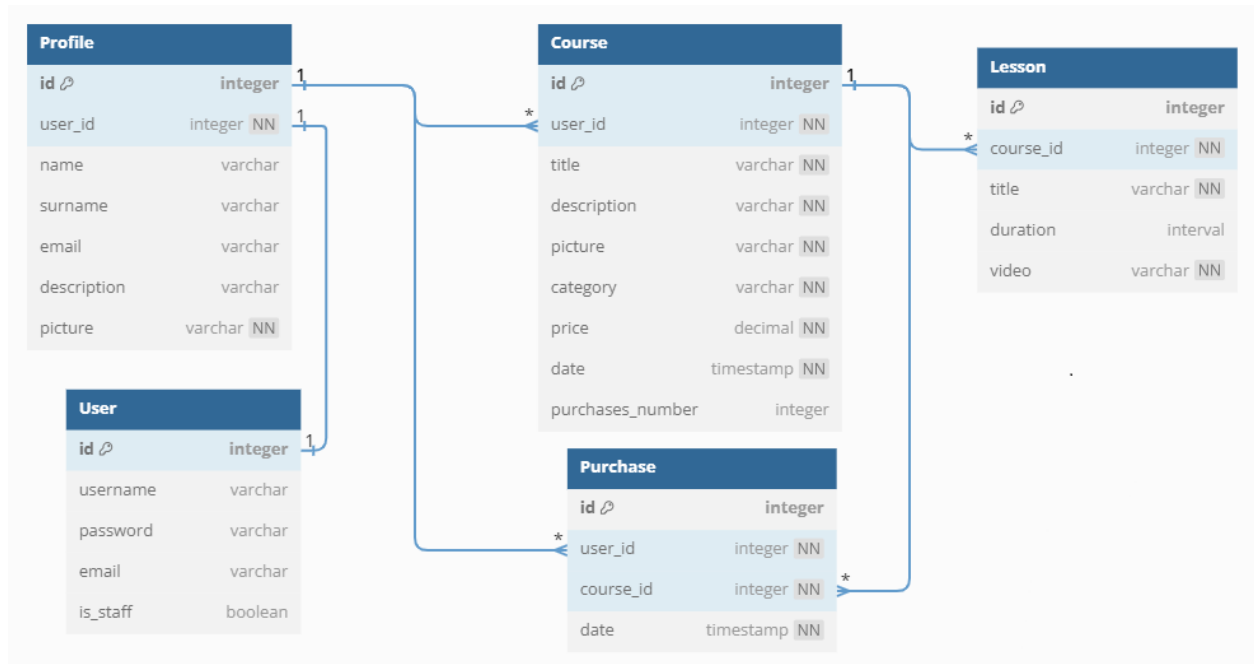 Profile
id integer
user_id integer NN
name varchar
surname varchar
email varchar
description varchar
picture varchar NN
User
id integer
username varchar
password varchar
email varchar
is_staff boolean
Course
id integer
user_id integer NN
title varchar NN
description varchar NN
picture varchar NN
category varchar NN
price decimal NN
date timestamp NN
purchases_number integer
Purchase
id integer
user_id integer NN
course_id integer NN
date timestamp NN
Lesson
id integer
course_id integer NN
title varchar NN
duration interval
video varchar NN
1
1
1
*
*
1
*
*
.